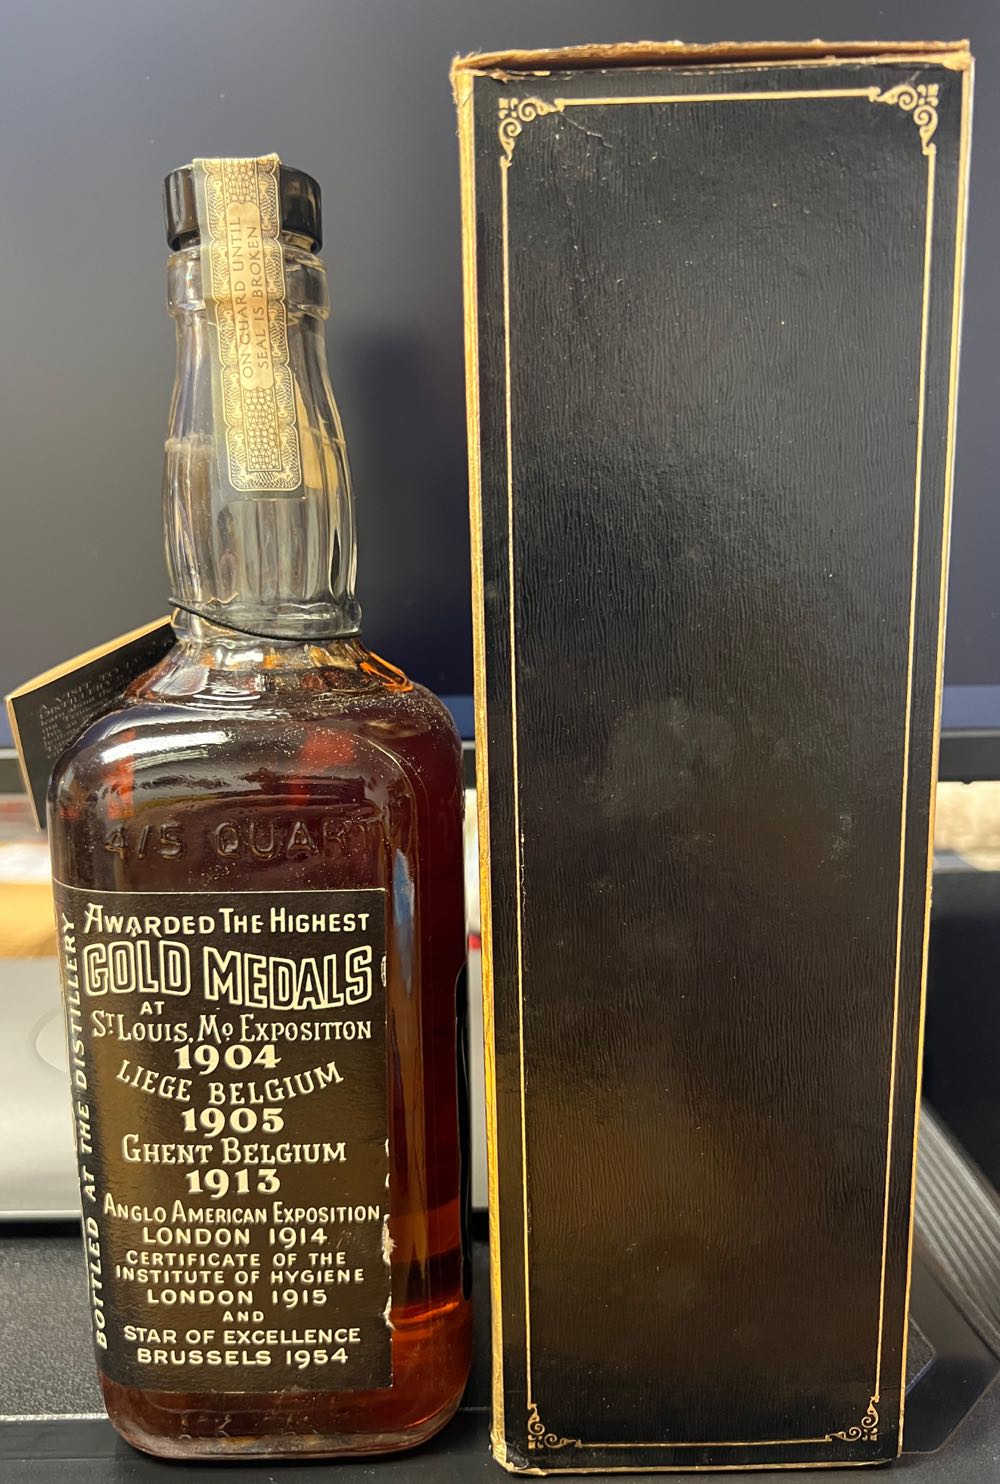 ON GUARD UNTIL
SEAL IS BROKEN
4/5 QUART
AWARDED THE HIGHEST
GOLD MEDALS
AT
ST LOUIS, MO EXPOSITION
1904
LIEGE BELGIUM
1905
GHENT BELGIUM
1913
ANGLO AMERICAN EXPOSITION
LONDON 1914
CERTIFICATE OF THE
INSTITUTE OF HYGIENE
LONDON 1915
AND
STAR OF EXCELLENCE
BRUSSELS 1954
BOTTLED AT THE DISTILLERY